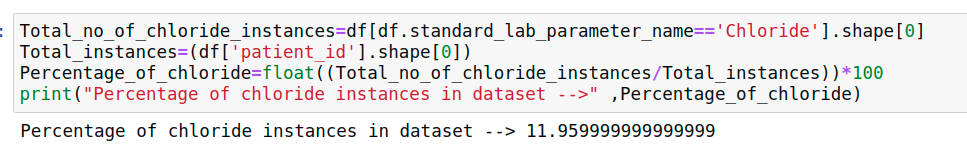 : Total_no_of_chloride_instances=df[df.standard_lab_parameter_name=='Chloride'].shape[0]
Total_instances=(df['patient_id'].shape[0])
Percentage_of_chloride=float((Total_no_of_chloride_instances/Total_instances))*100
print("Percentage of chloride instances in dataset -->" ,Percentage_of_chloride)
Percentage of chloride instances in dataset --> 11.959999999999999